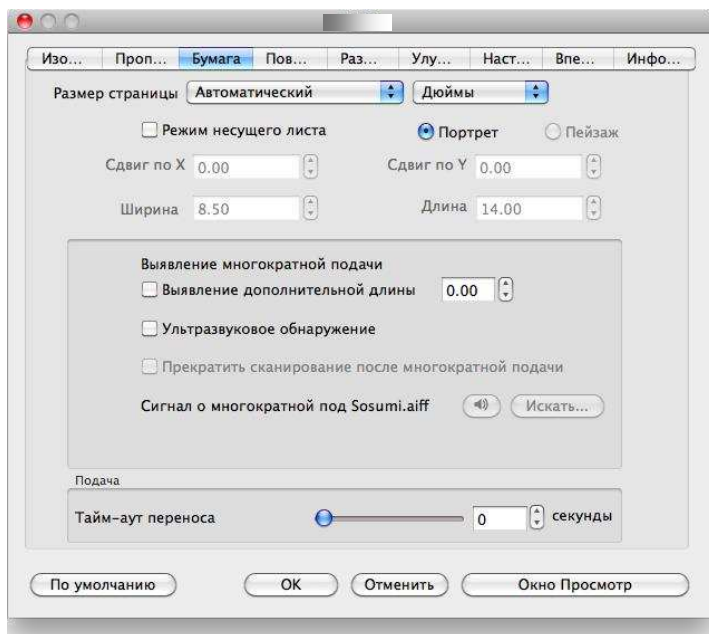 Изо... Проп... Бумага Пов... Раз... Улу... Наст... Впе... Инфо...
Размер страницы Автоматический Дюймы
Режим несущего листа Портрет Пейзаж
Сдвиг по X 0.00 Сдвиг по Y 0.00
Ширина 8.50 Длина 14.00
Выявление многократной подачи
Выявление дополнительной длины 0.00
Ультразвуковое обнаружение
Прекратить сканирование после многократной подачи
Сигнал о многократной под Sosumi.aiff Искать...
Подача
Тайм-аут переноса 0 секунды
По умолчанию OK Отменить Окно Просмотр